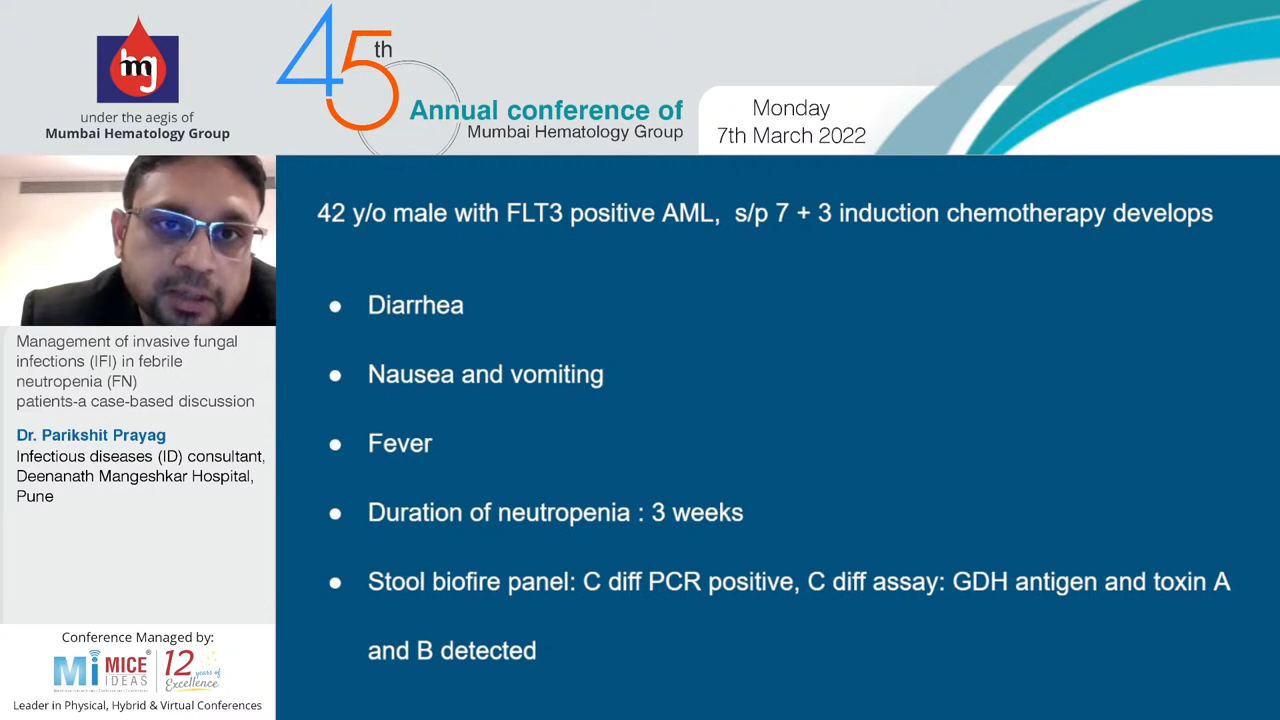 45th
hmg
under the aegis of
Mumbai Hematology Group
Annual conference of
Mumbai Hematology Group
Monday
7th March 2022
Management of invasive fungal
infections (IFI) in febrile
neutropenia (FN)
patients-a case-based discussion
Dr. Parikshit Prayag
Infectious diseases (ID) consultant,
Deenanath Mangeshkar Hospital,
Pune
42 y/o male with FLT3 positive AML, s/p 7 + 3 induction chemotherapy develops
● Diarrhea
● Nausea and vomiting
● Fever
● Duration of neutropenia : 3 weeks
● Stool biofire panel: C diff PCR positive, C diff assay: GDH antigen and toxin A
and B detected
Conference Managed by:
Mi MICE IDEAS® 12 years of Excellence
Leader in Physical, Hybrid & Virtual Conferences